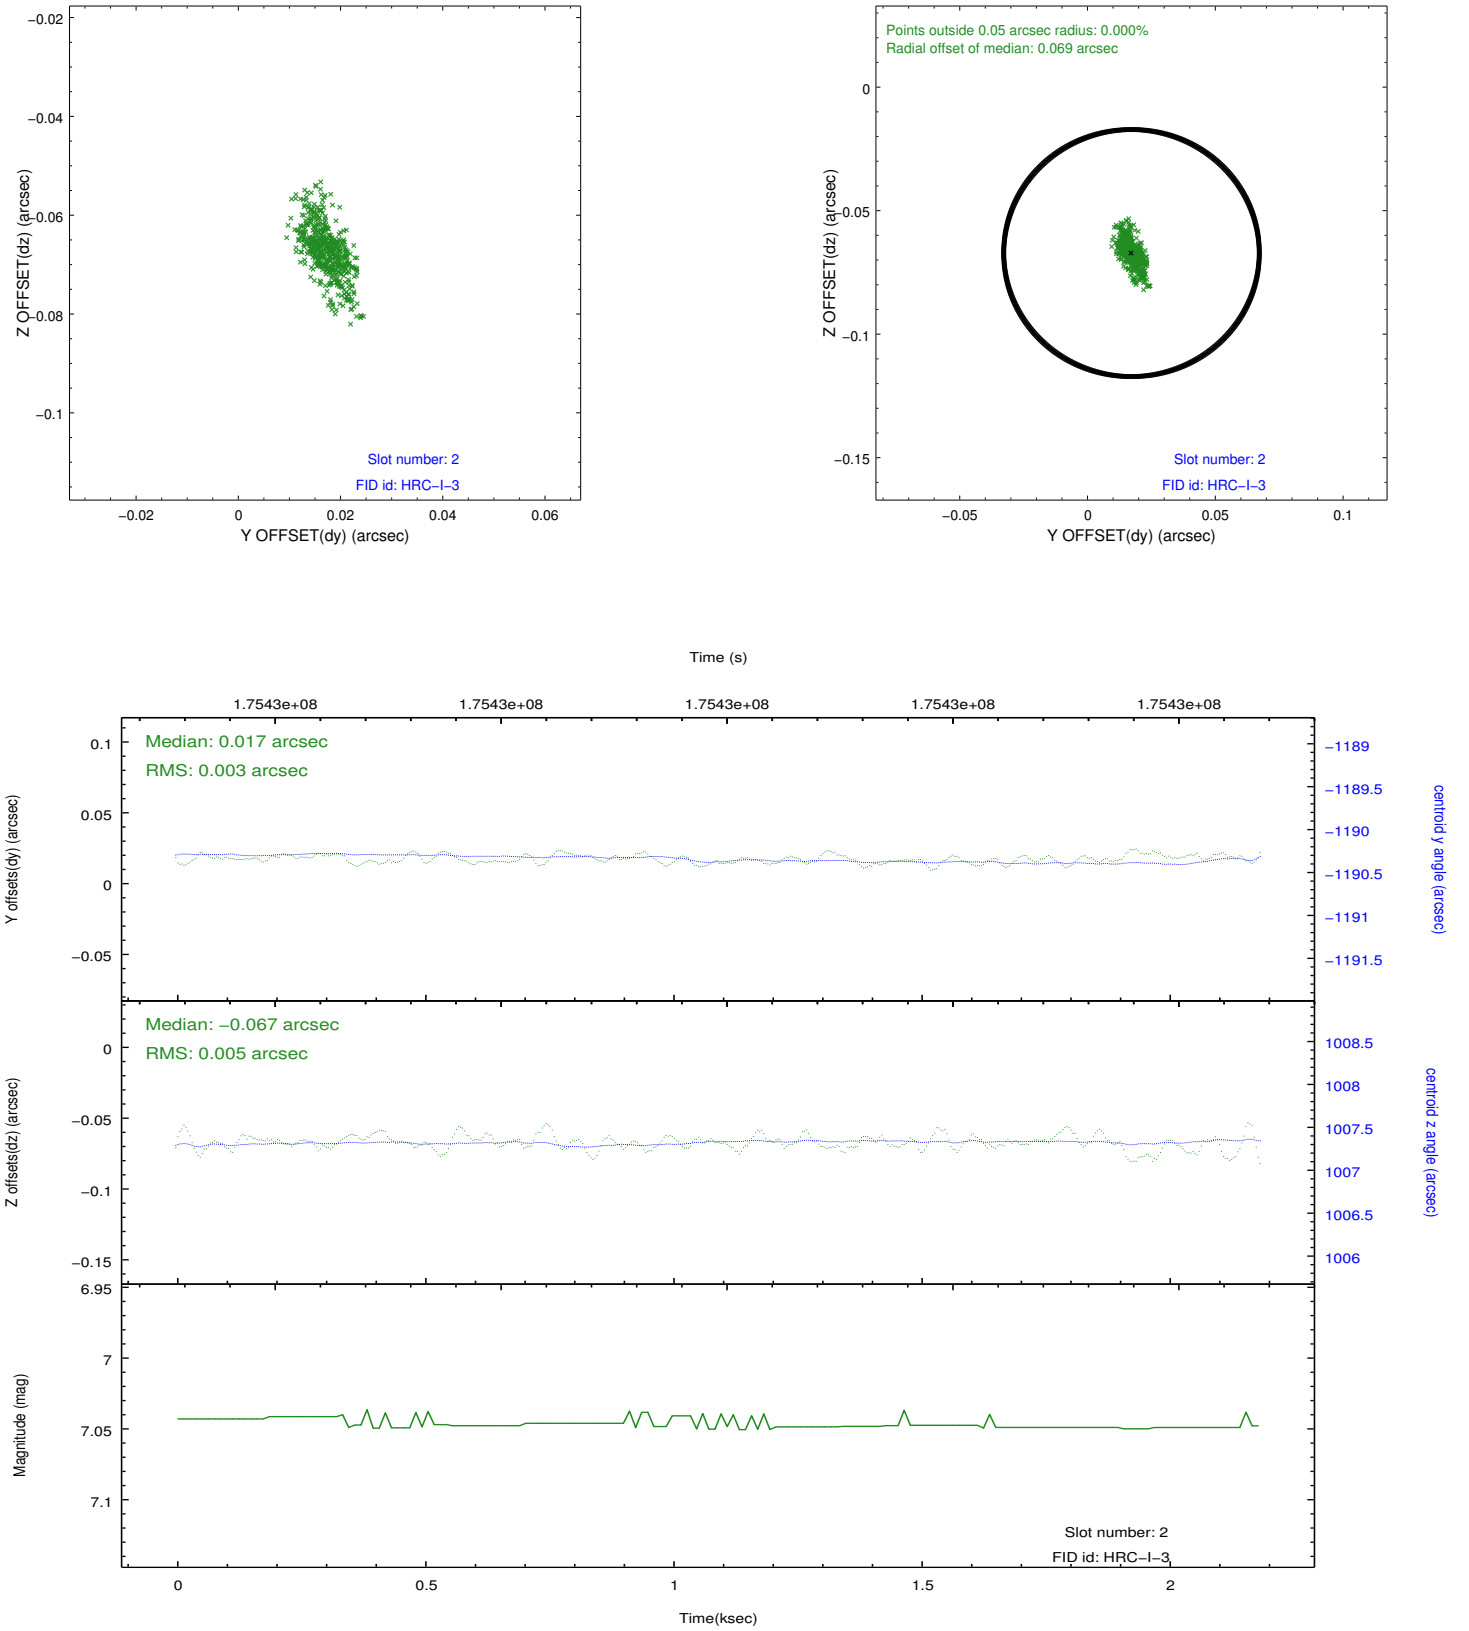 −0.02
−0.04
−0.06
−0.08
−0.1
Z OFFSET(dz) (arcsec)
Slot number: 2
FID id: HRC−I−3
−0.02 0 0.02 0.04 0.06
Y OFFSET(dy) (arcsec)
Points outside 0.05 arcsec radius: 0.000%
Radial offset of median: 0.069 arcsec
0
−0.05
−0.1
−0.15
Z OFFSET(dz) (arcsec)
Slot number: 2
FID id: HRC−I−3
−0.05 0 0.05 0.1
Y OFFSET(dy) (arcsec)
Time (s)
1.7543e+08 1.7543e+08 1.7543e+08 1.7543e+08 1.7543e+08
Median: 0.017 arcsec
RMS: 0.003 arcsec
0.1
0.05
0
−0.05
Y offsets(dy) (arcsec)
−1189
−1189.5
−1190
−1190.5
−1191
−1191.5
centroid y angle (arcsec)
Median: −0.067 arcsec
RMS: 0.005 arcsec
0
−0.05
−0.1
−0.15
Z offsets(dz) (arcsec)
1008.5
1008
1007.5
1007
1006.5
1006
centroid z angle (arcsec)
6.95
7
7.05
7.1
Magnitude (mag)
Slot number: 2
FID id: HRC−I−3
0 0.5 1 1.5 2
Time(ksec)